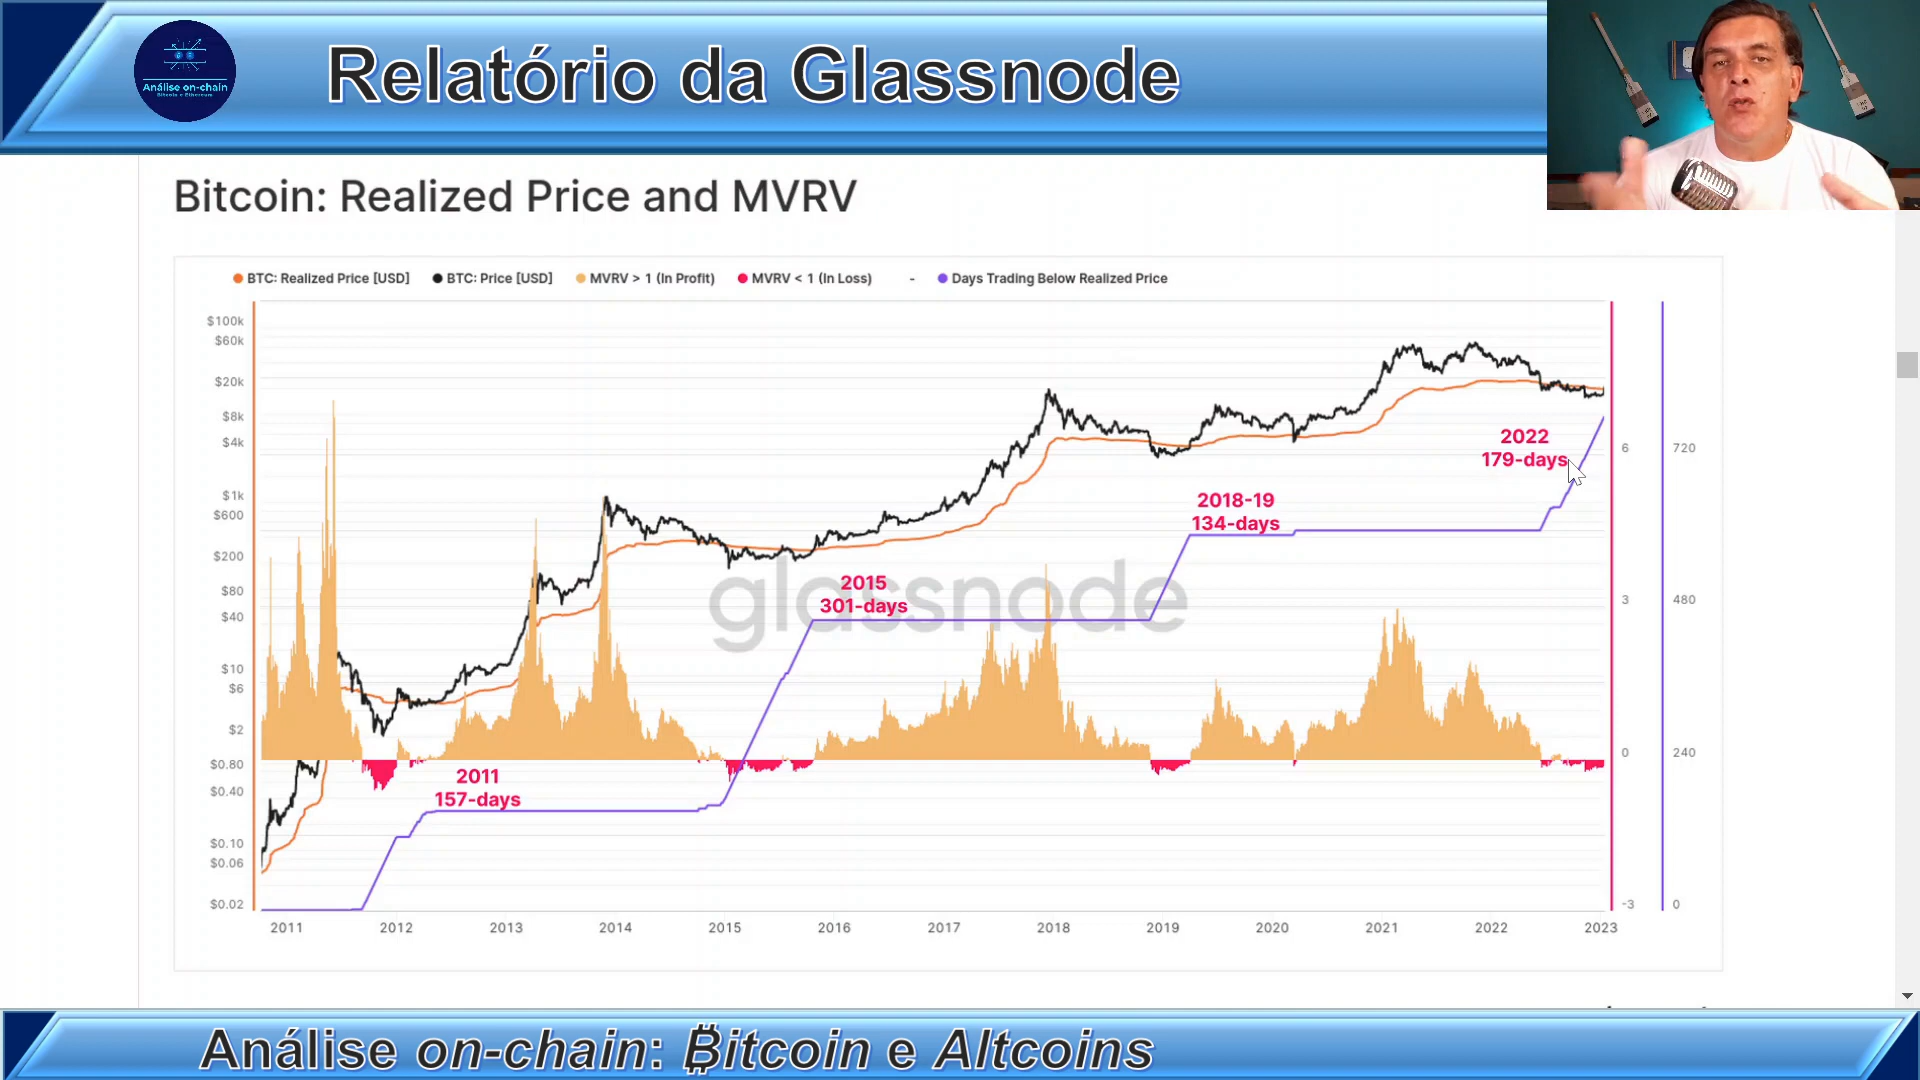 Relatório da Glassnode
Análise on-chain
Bitcoin e Ethereum
Bitcoin: Realized Price and MVRV
BTC: Realized Price [USD] BTC: Price [USD] MVRV > 1 (In Profit) MVRV < 1 (In Loss) - Days Trading Below Realized Price
$100k
$60k
$20k
$8k
$4k
$1k
$600
$200
$80
$40
$10
$6
$2
$0.80
$0.40
$0.10
$0.06
$0.02
2022
179-days
2018-19
134-days
glassnode
2015
301-days
2011
157-days
6 720
3 480
0 240
-3 0
2011 2012 2013 2014 2015 2016 2017 2018 2019 2020 2021 2022 2023
Análise on-chain: ₿itcoin e Altcoins